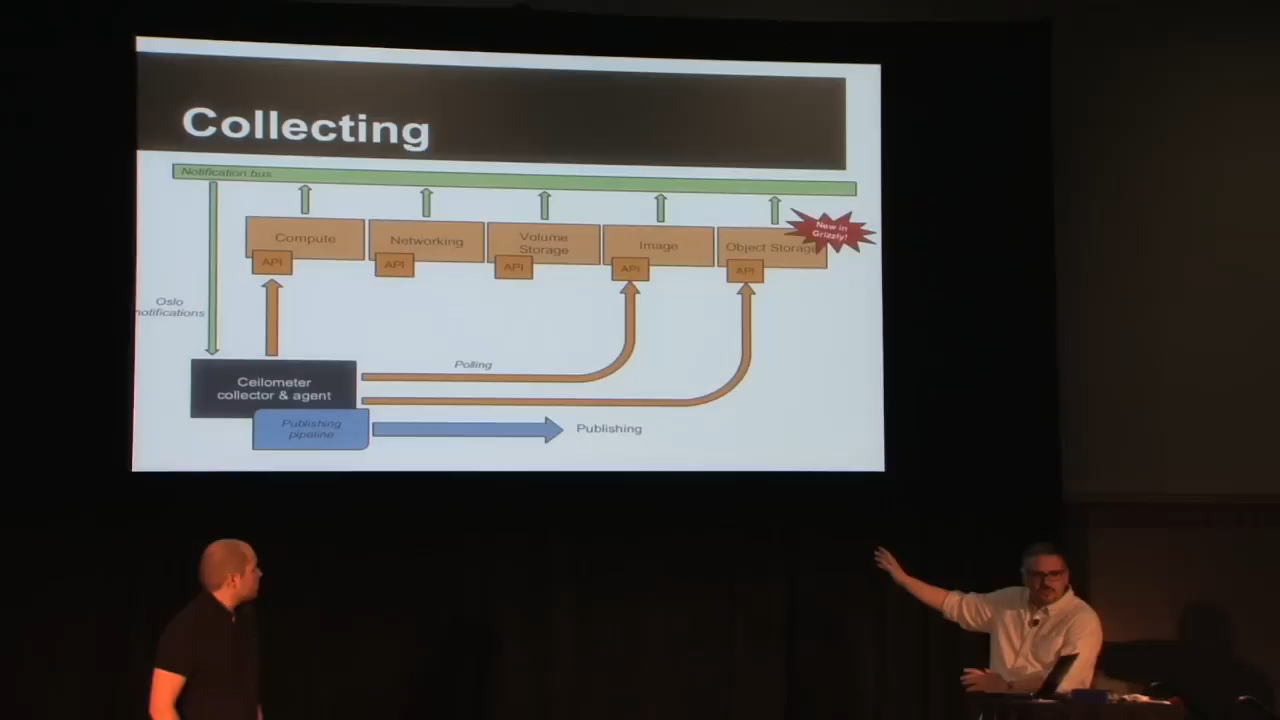 Collecting
Notification bus
Compute
Networking
Volume
Storage
Image
Object Storage
New in
Grizzly!
API
API
API
API
API
Oslo
notifications
Polling
Ceilometer
collector & agent
Publishing
pipeline
Publishing